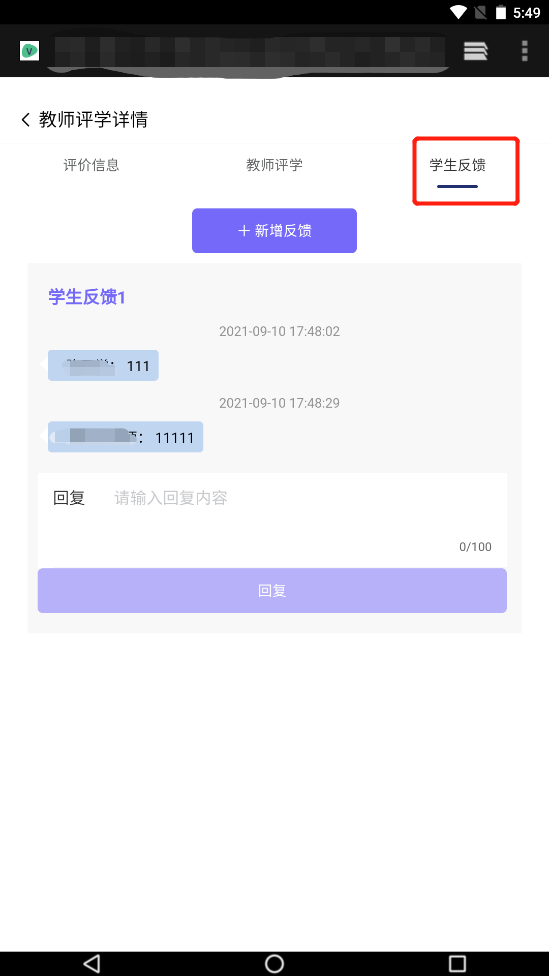 5:49
教师评学详情
评价信息
教师评学
学生反馈
＋ 新增反馈
学生反馈1
2021-09-10 17:48:02
：111
2021-09-10 17:48:29
：11111
回复
请输入回复内容
0/100
回复